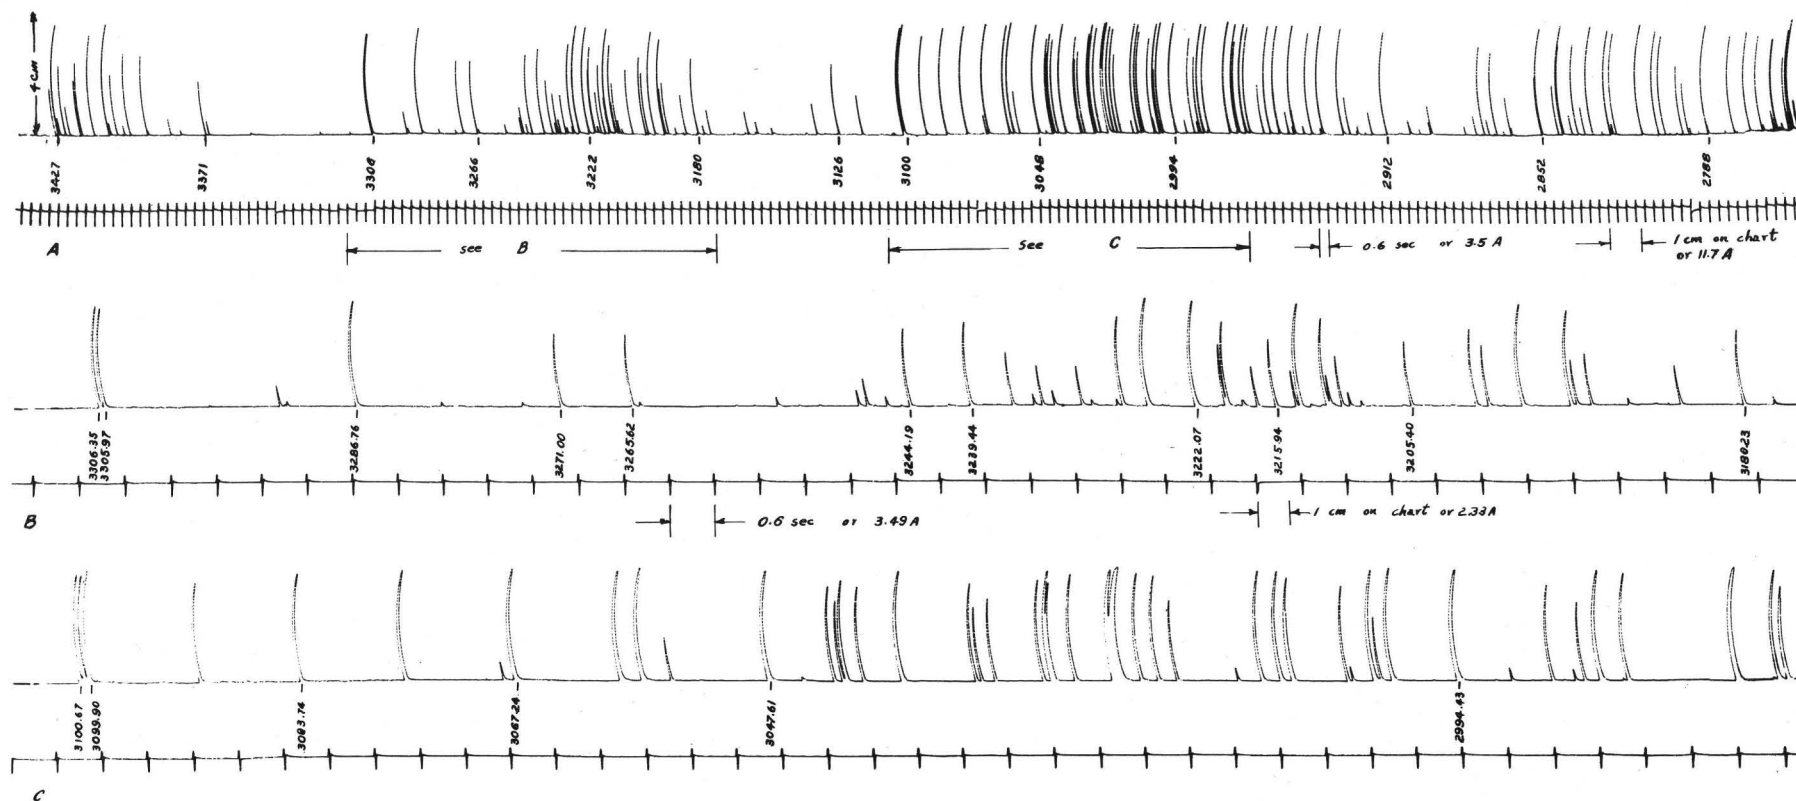 4 cm
3427 3371 3306 3266 3222 3180 3126 3100 3048 2994 2912 2852 2788
A see B see C 0.6 sec or 3.5 A 1 cm on chart
or 11.7 A
3306.35 3305.97 3286.76 3271.00 3265.62 3244.19 3239.44 3222.07 3215.94 3205.40 3180.23
B 0.6 sec or 3.49 A 1 cm on chart or 2.33 A
3100.67 3099.90 3083.74 3067.24 3047.61 2994.43
C